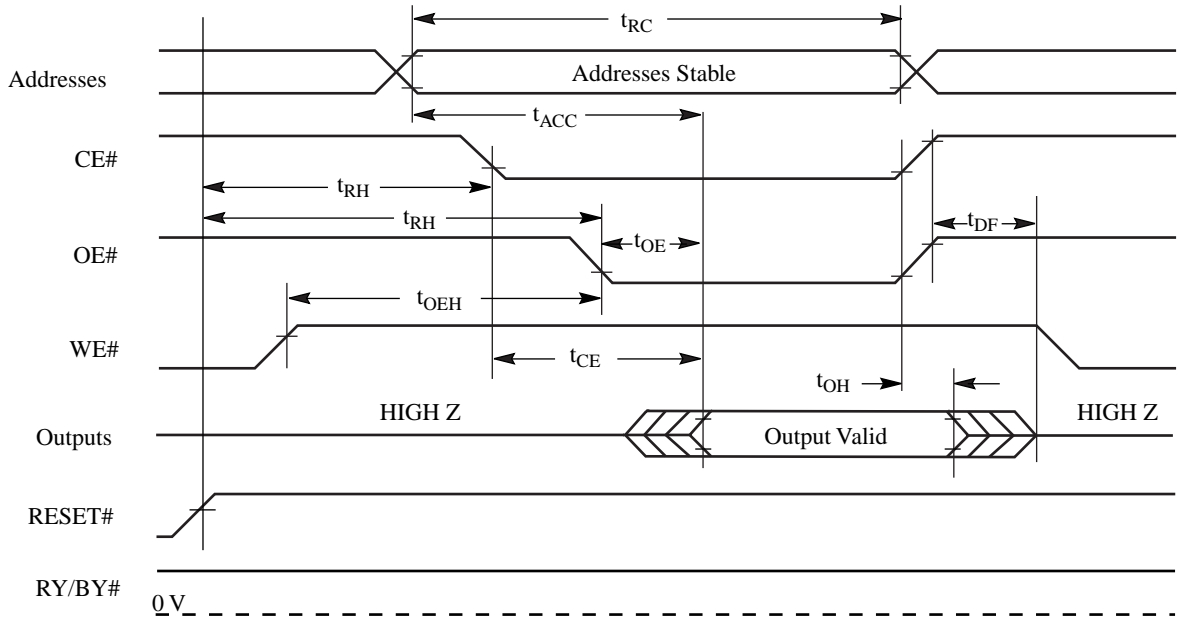 tRC
Addresses
Addresses Stable
tACC
CE#
tRH
tRH
tDF
OE#
tOE
tOEH
WE#
tCE
tOH
HIGH Z
HIGH Z
Outputs
Output Valid
RESET#
RY/BY#
0 V